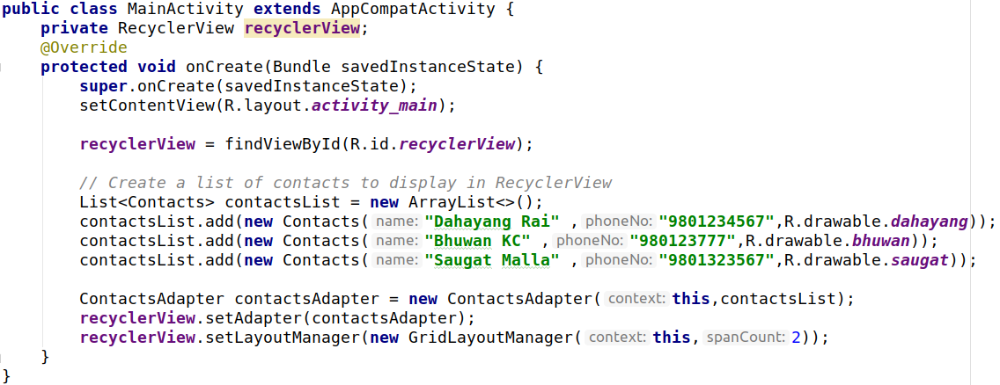 public class MainActivity extends AppCompatActivity {
    private RecyclerView recyclerView;
    @Override
    protected void onCreate(Bundle savedInstanceState) {
        super.onCreate(savedInstanceState);
        setContentView(R.layout.activity_main);

        recyclerView = findViewById(R.id.recyclerView);

        // Create a list of contacts to display in RecyclerView
        List<Contacts> contactsList = new ArrayList<>();
        contactsList.add(new Contacts( name: "Dahayang Rai" , phoneNo: "9801234567",R.drawable.dahayang));
        contactsList.add(new Contacts( name: "Bhuwan KC" , phoneNo: "980123777",R.drawable.bhuwan));
        contactsList.add(new Contacts( name: "Saugat Malla" , phoneNo: "9801323567",R.drawable.saugat));

        ContactsAdapter contactsAdapter = new ContactsAdapter( context: this,contactsList);
        recyclerView.setAdapter(contactsAdapter);
        recyclerView.setLayoutManager(new GridLayoutManager( context: this, spanCount: 2));
    }
}